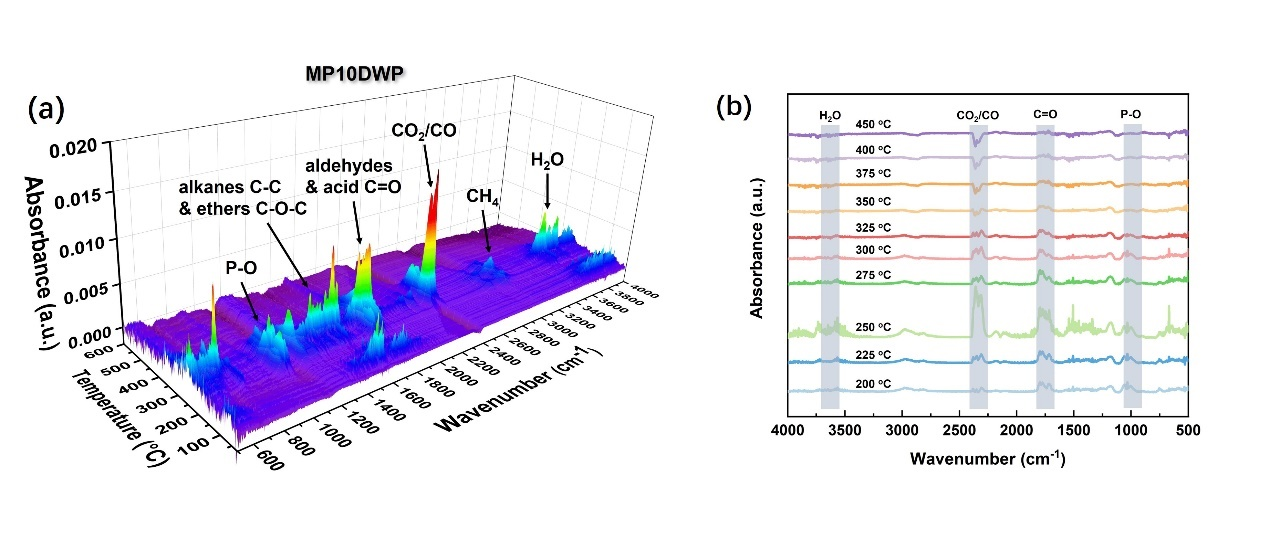 MP10DWP
(a)
CO2/CO
aldehydes
& acid C=O
H2O
alkanes C-C
& ethers C-O-C
CH4
P-O
Absorbance (a.u.)
0.020
0.015
0.010
0.005
0.000
Temperature (°C)
600
500
400
300
200
100
Wavenumber (cm-1)
600
800
1000
1200
1400
1600
1800
2000
2200
2400
2600
2800
3000
3200
3400
3600
3800
4000
(b)
H2O
CO2/CO
C=O
P-O
450 °C
400 °C
375 °C
350 °C
325 °C
300 °C
275 °C
250 °C
225 °C
200 °C
Absorbance (a.u.)
4000 3500 3000 2500 2000 1500 1000 500
Wavenumber (cm-1)